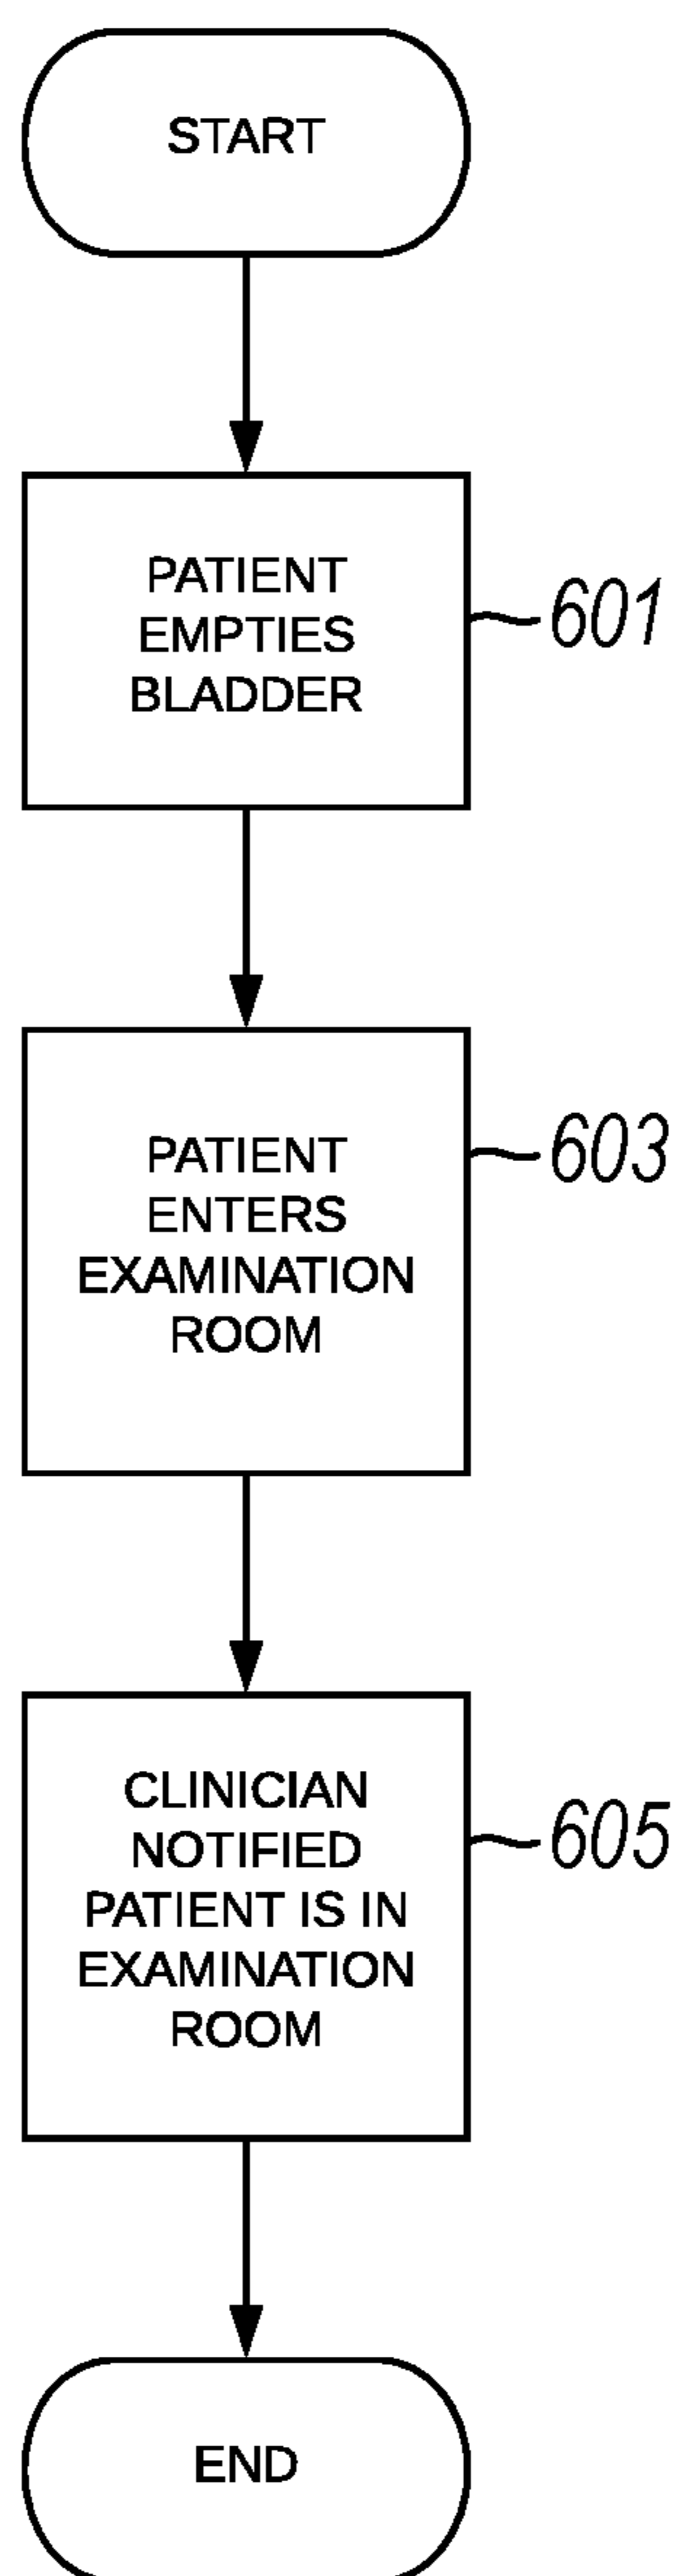 START
PATIENT
EMPTIES
BLADDER
601
PATIENT
ENTERS
EXAMINATION
ROOM
603
CLINICIAN
NOTIFIED
PATIENT IS IN
EXAMINATION
ROOM
605
END